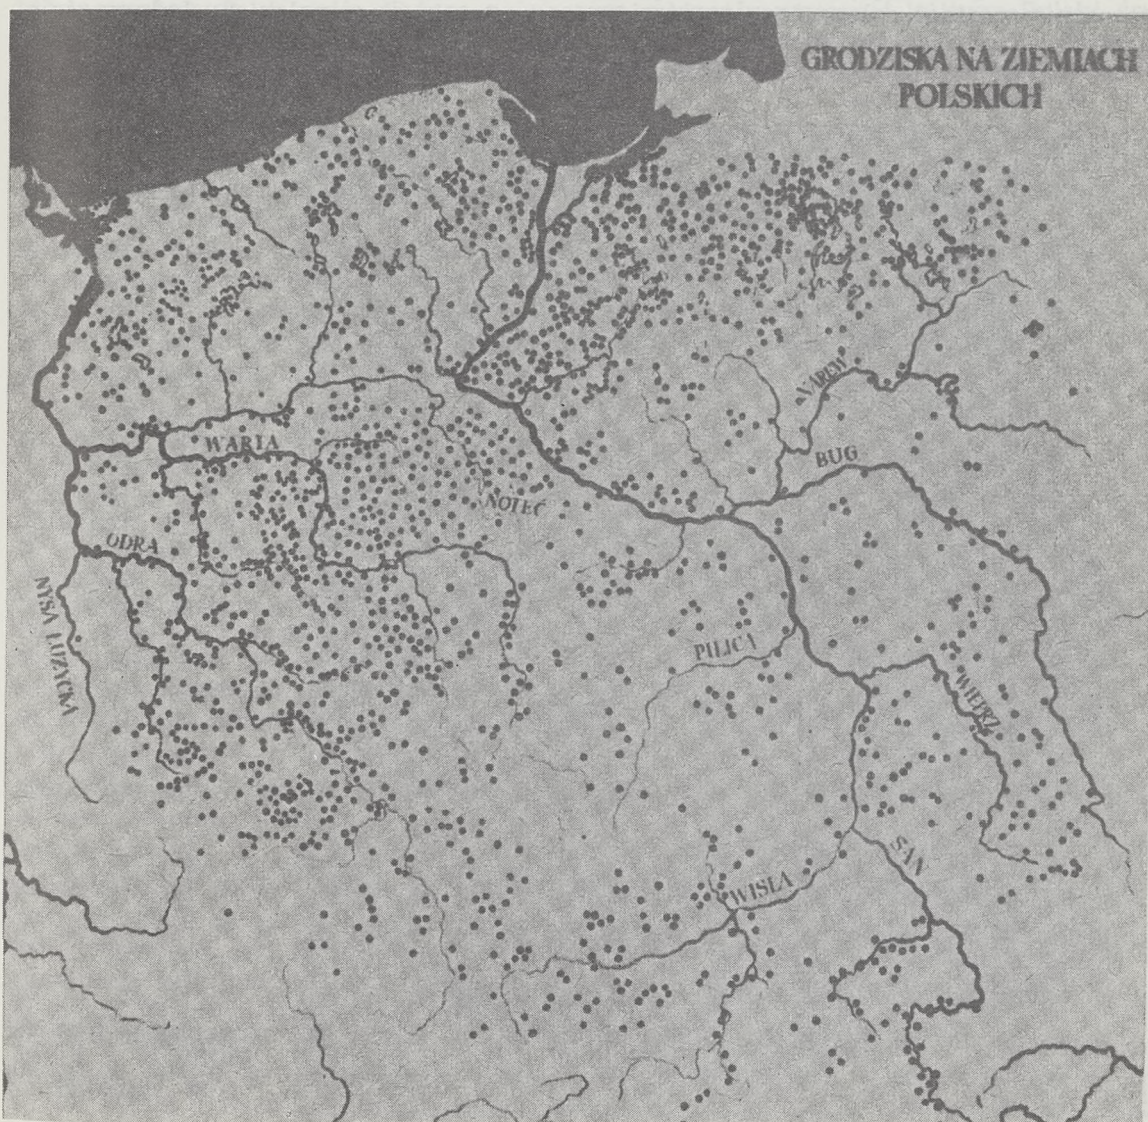 GRODZISKA NA ZIEMIACH
POLSKICH
NAREW
WARTA
BUG
NOTEĆ
ODRA
NYSA ŁUŻYCKA
PILICA
WIEPRZ
SAN
WISŁA